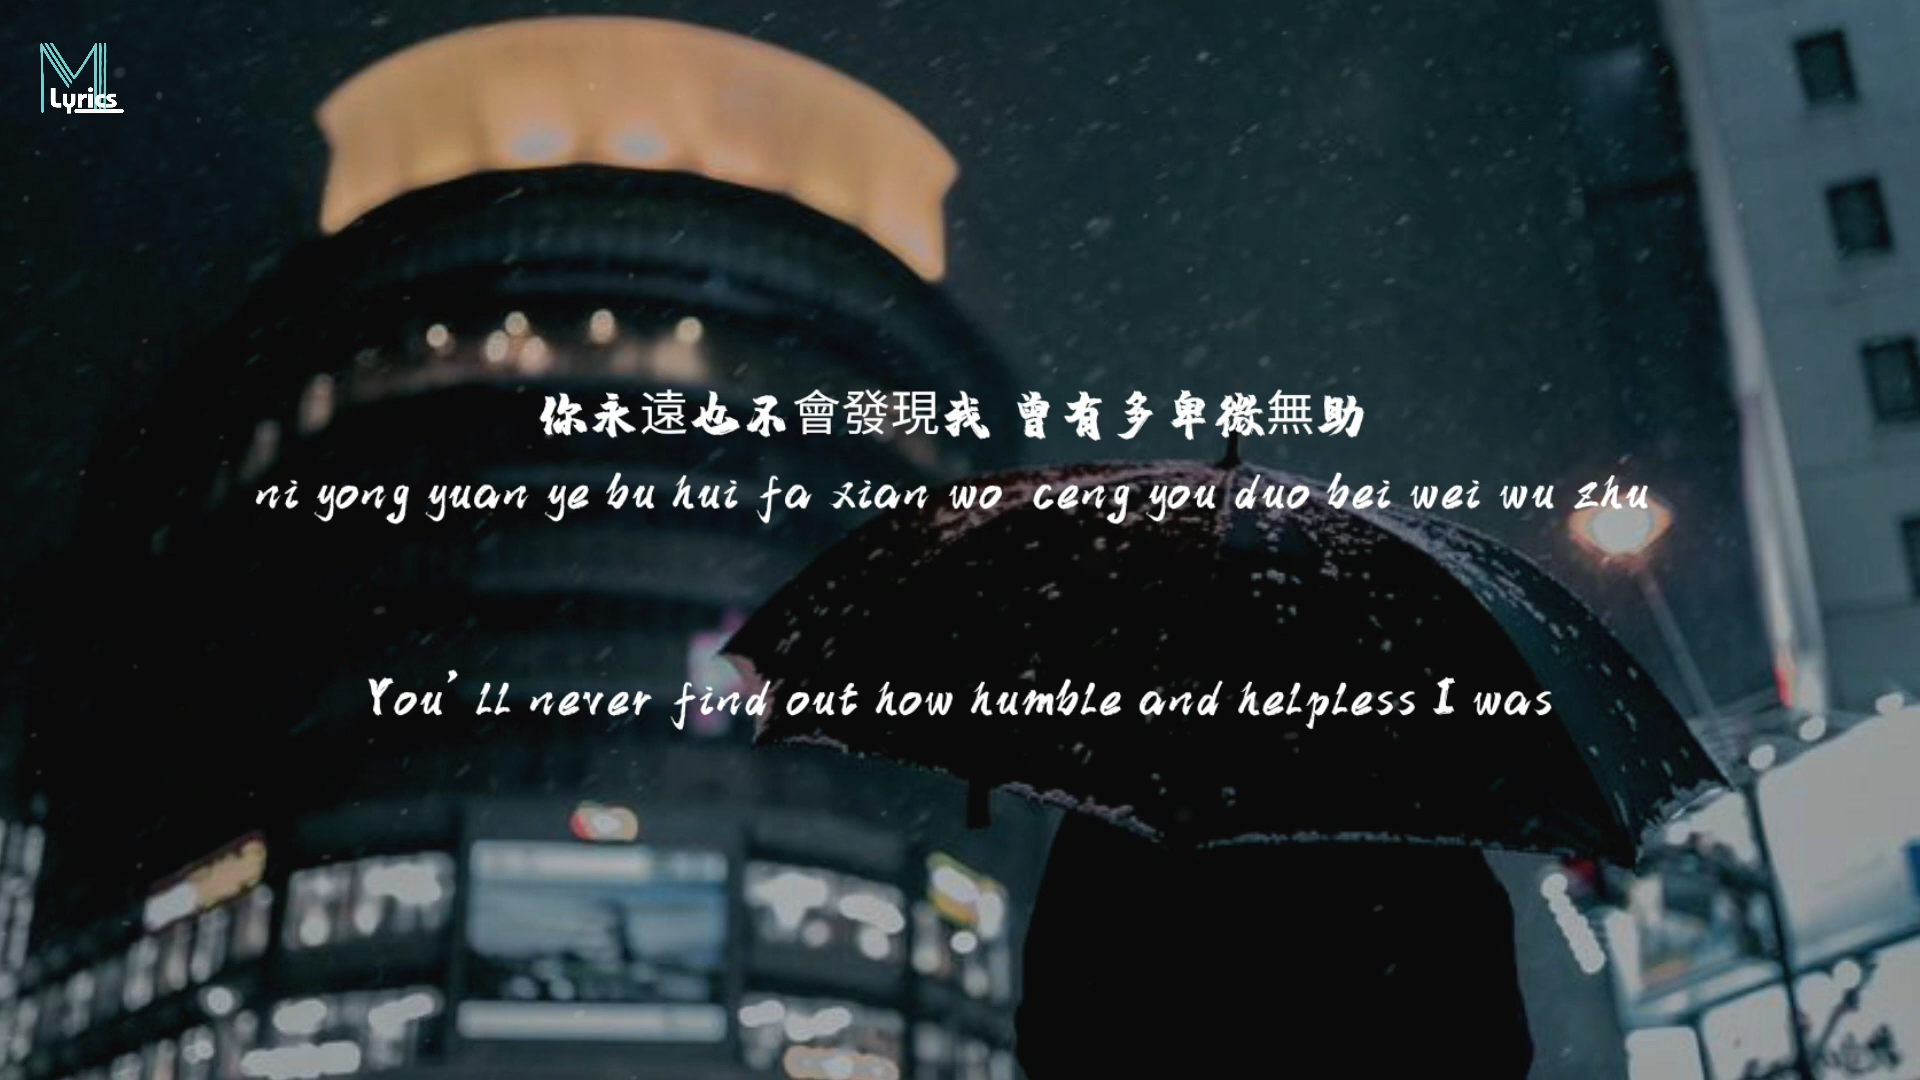 M
Lyrics
你永遠也不會發現我 曾有多卑微無助
ni yong yuan ye bu hui fa xian wo ceng you duo bei wei wu zhu
You'll never find out how humble and helpless I was